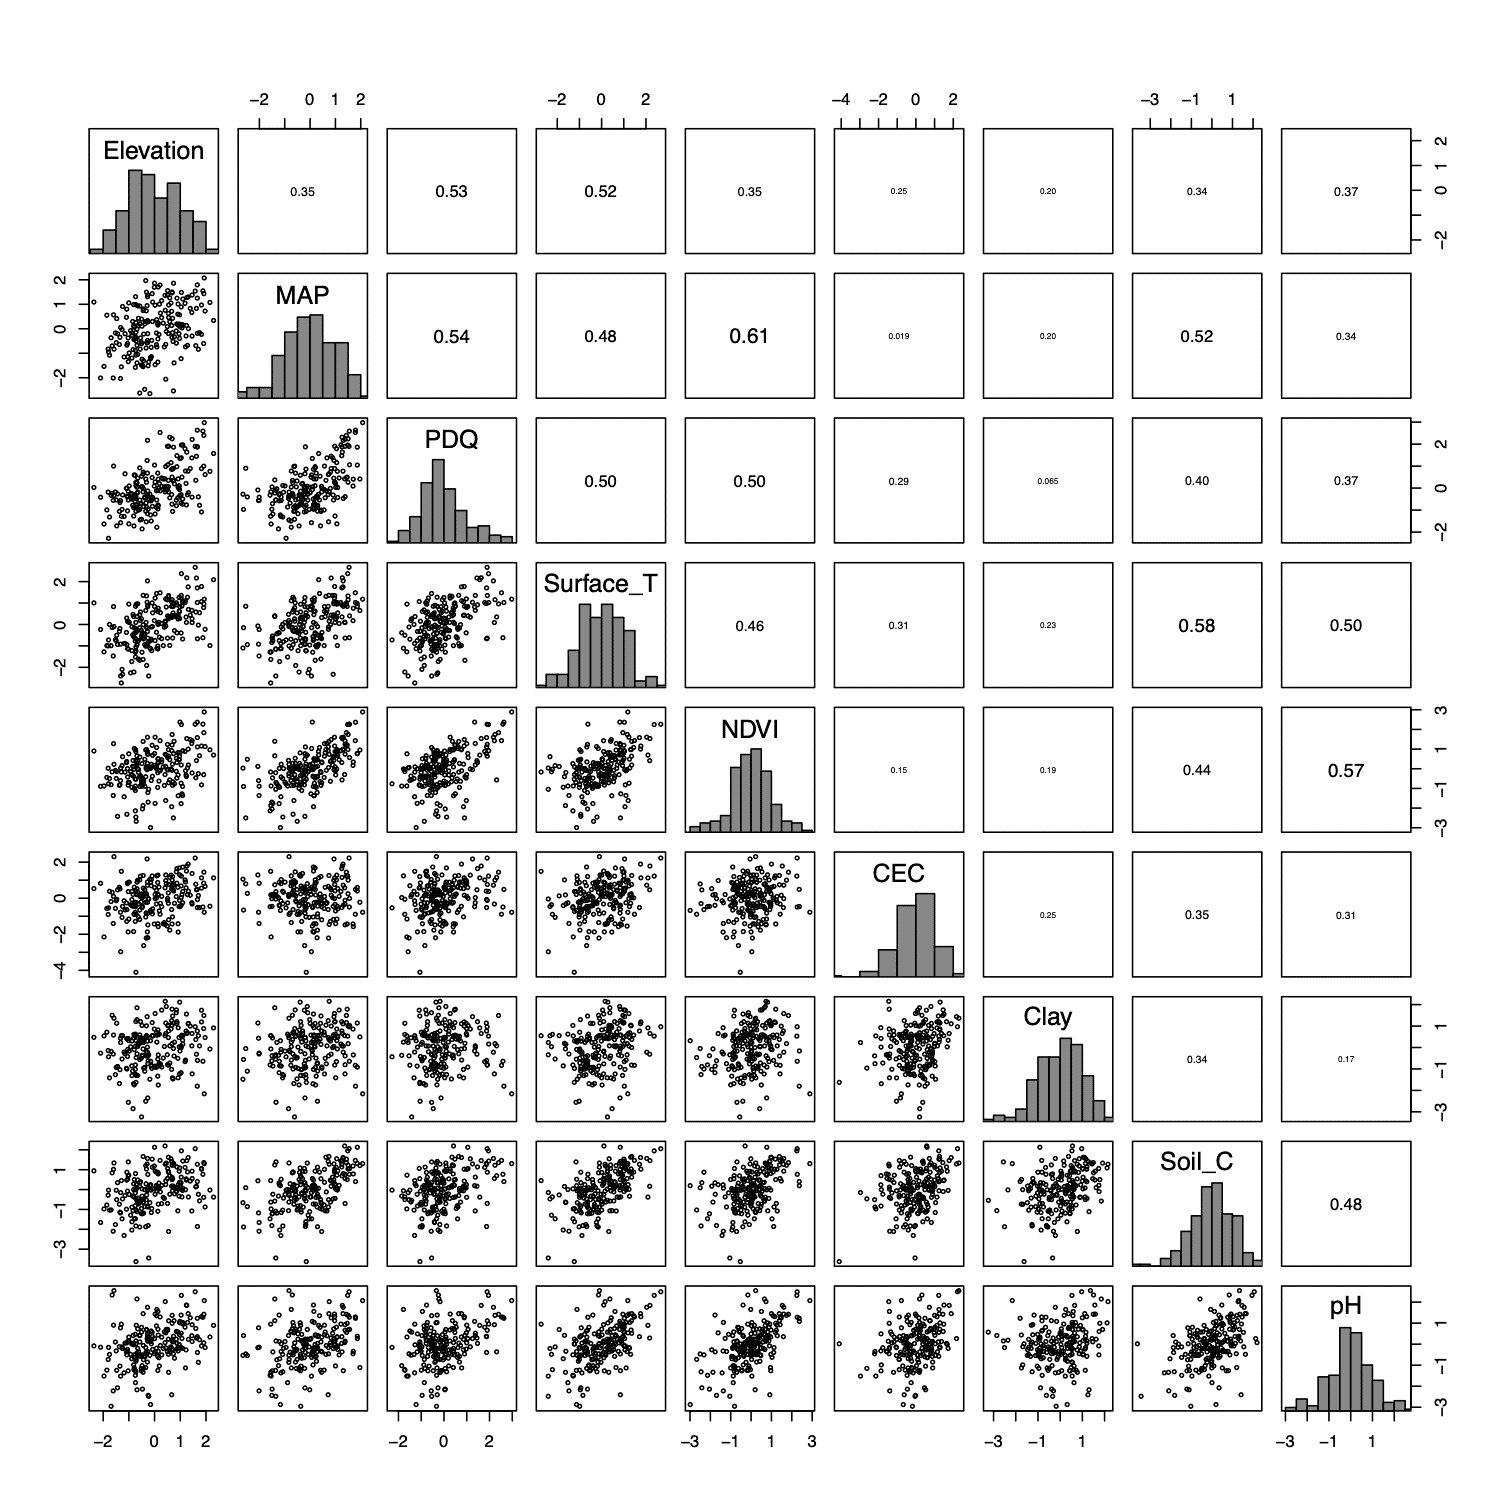 −2 0 1 2 −2 0 2 −4 −2 0 2 −3 −1 1
Elevation 0.35 0.53 0.52 0.35 0.25 0.20 0.34 0.37 −2 0 1 2
−2 0 1 2 MAP 0.54 0.48 0.61 0.019 0.20 0.52 0.34
PDQ 0.50 0.50 0.29 0.065 0.40 0.37 −2 0 2
−2 0 2 Surface_T 0.46 0.31 0.23 0.58 0.50
NDVI 0.15 0.19 0.44 0.57 −3 −1 1 3
−4 −2 0 2 CEC 0.25 0.35 0.31
Clay 0.34 0.17 −3 −1 1
−3 −1 1 Soil_C 0.48
pH −3 −1 1
−2 0 1 2 −2 0 2 −3 −1 1 3 −3 −1 1 −3 −1 1